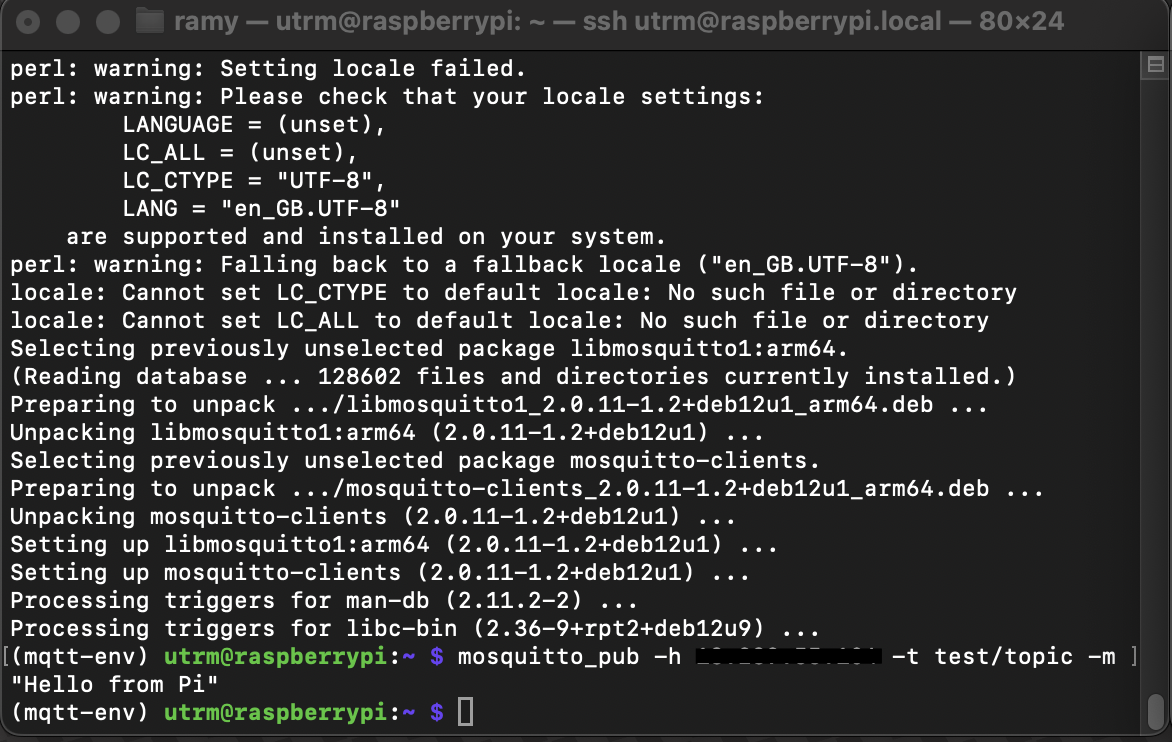 ramy — utrm@raspberrypi: ~ — ssh utrm@raspberrypi.local — 80×24
perl: warning: Setting locale failed.
perl: warning: Please check that your locale settings:
        LANGUAGE = (unset),
        LC_ALL = (unset),
        LC_CTYPE = "UTF-8",
        LANG = "en_GB.UTF-8"
    are supported and installed on your system.
perl: warning: Falling back to a fallback locale ("en_GB.UTF-8").
locale: Cannot set LC_CTYPE to default locale: No such file or directory
locale: Cannot set LC_ALL to default locale: No such file or directory
Selecting previously unselected package libmosquitto1:arm64.
(Reading database ... 128602 files and directories currently installed.)
Preparing to unpack .../libmosquitto1_2.0.11-1.2+deb12u1_arm64.deb ...
Unpacking libmosquitto1:arm64 (2.0.11-1.2+deb12u1) ...
Selecting previously unselected package mosquitto-clients.
Preparing to unpack .../mosquitto-clients_2.0.11-1.2+deb12u1_arm64.deb ...
Unpacking mosquitto-clients (2.0.11-1.2+deb12u1) ...
Setting up libmosquitto1:arm64 (2.0.11-1.2+deb12u1) ...
Setting up mosquitto-clients (2.0.11-1.2+deb12u1) ...
Processing triggers for man-db (2.11.2-2) ...
Processing triggers for libc-bin (2.36-9+rpt2+deb12u9) ...
[(mqtt-env) utrm@raspberrypi:~ $ mosquitto_pub -h -t test/topic -m ]
"Hello from Pi"
(mqtt-env) utrm@raspberrypi:~ $